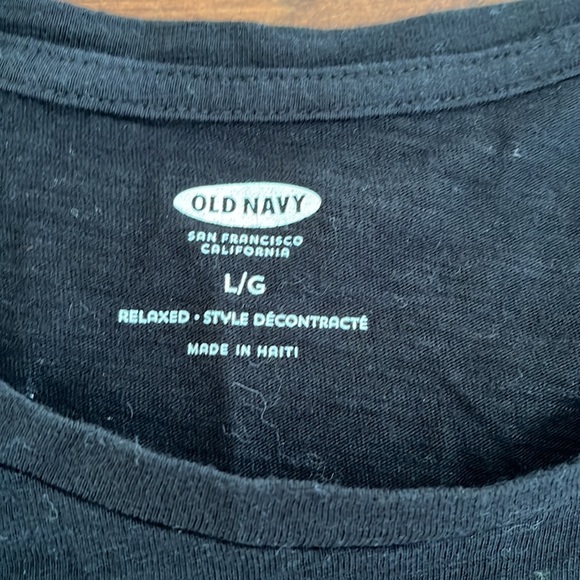 OLD NAVY
SAN FRANCISCO
CALIFORNIA
L/G
RELAXED • STYLE DÉCONTRACTÉ
MADE IN HAITI